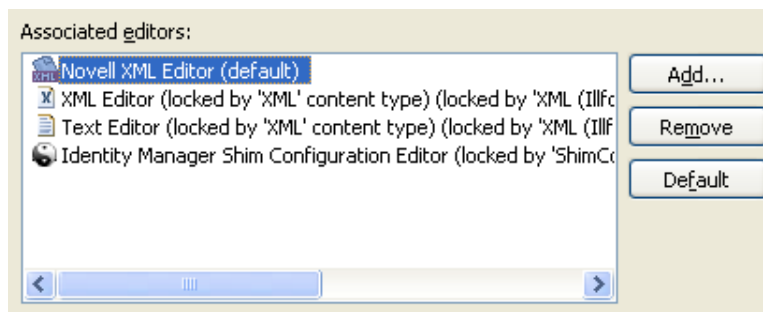 Associated editors:
Novell XML Editor (default)
XML Editor (locked by 'XML' content type) (locked by 'XML (Illfo
Text Editor (locked by 'XML' content type) (locked by 'XML (Illf
Identity Manager Shim Configuration Editor (locked by 'ShimCo
Add...
Remove
Default